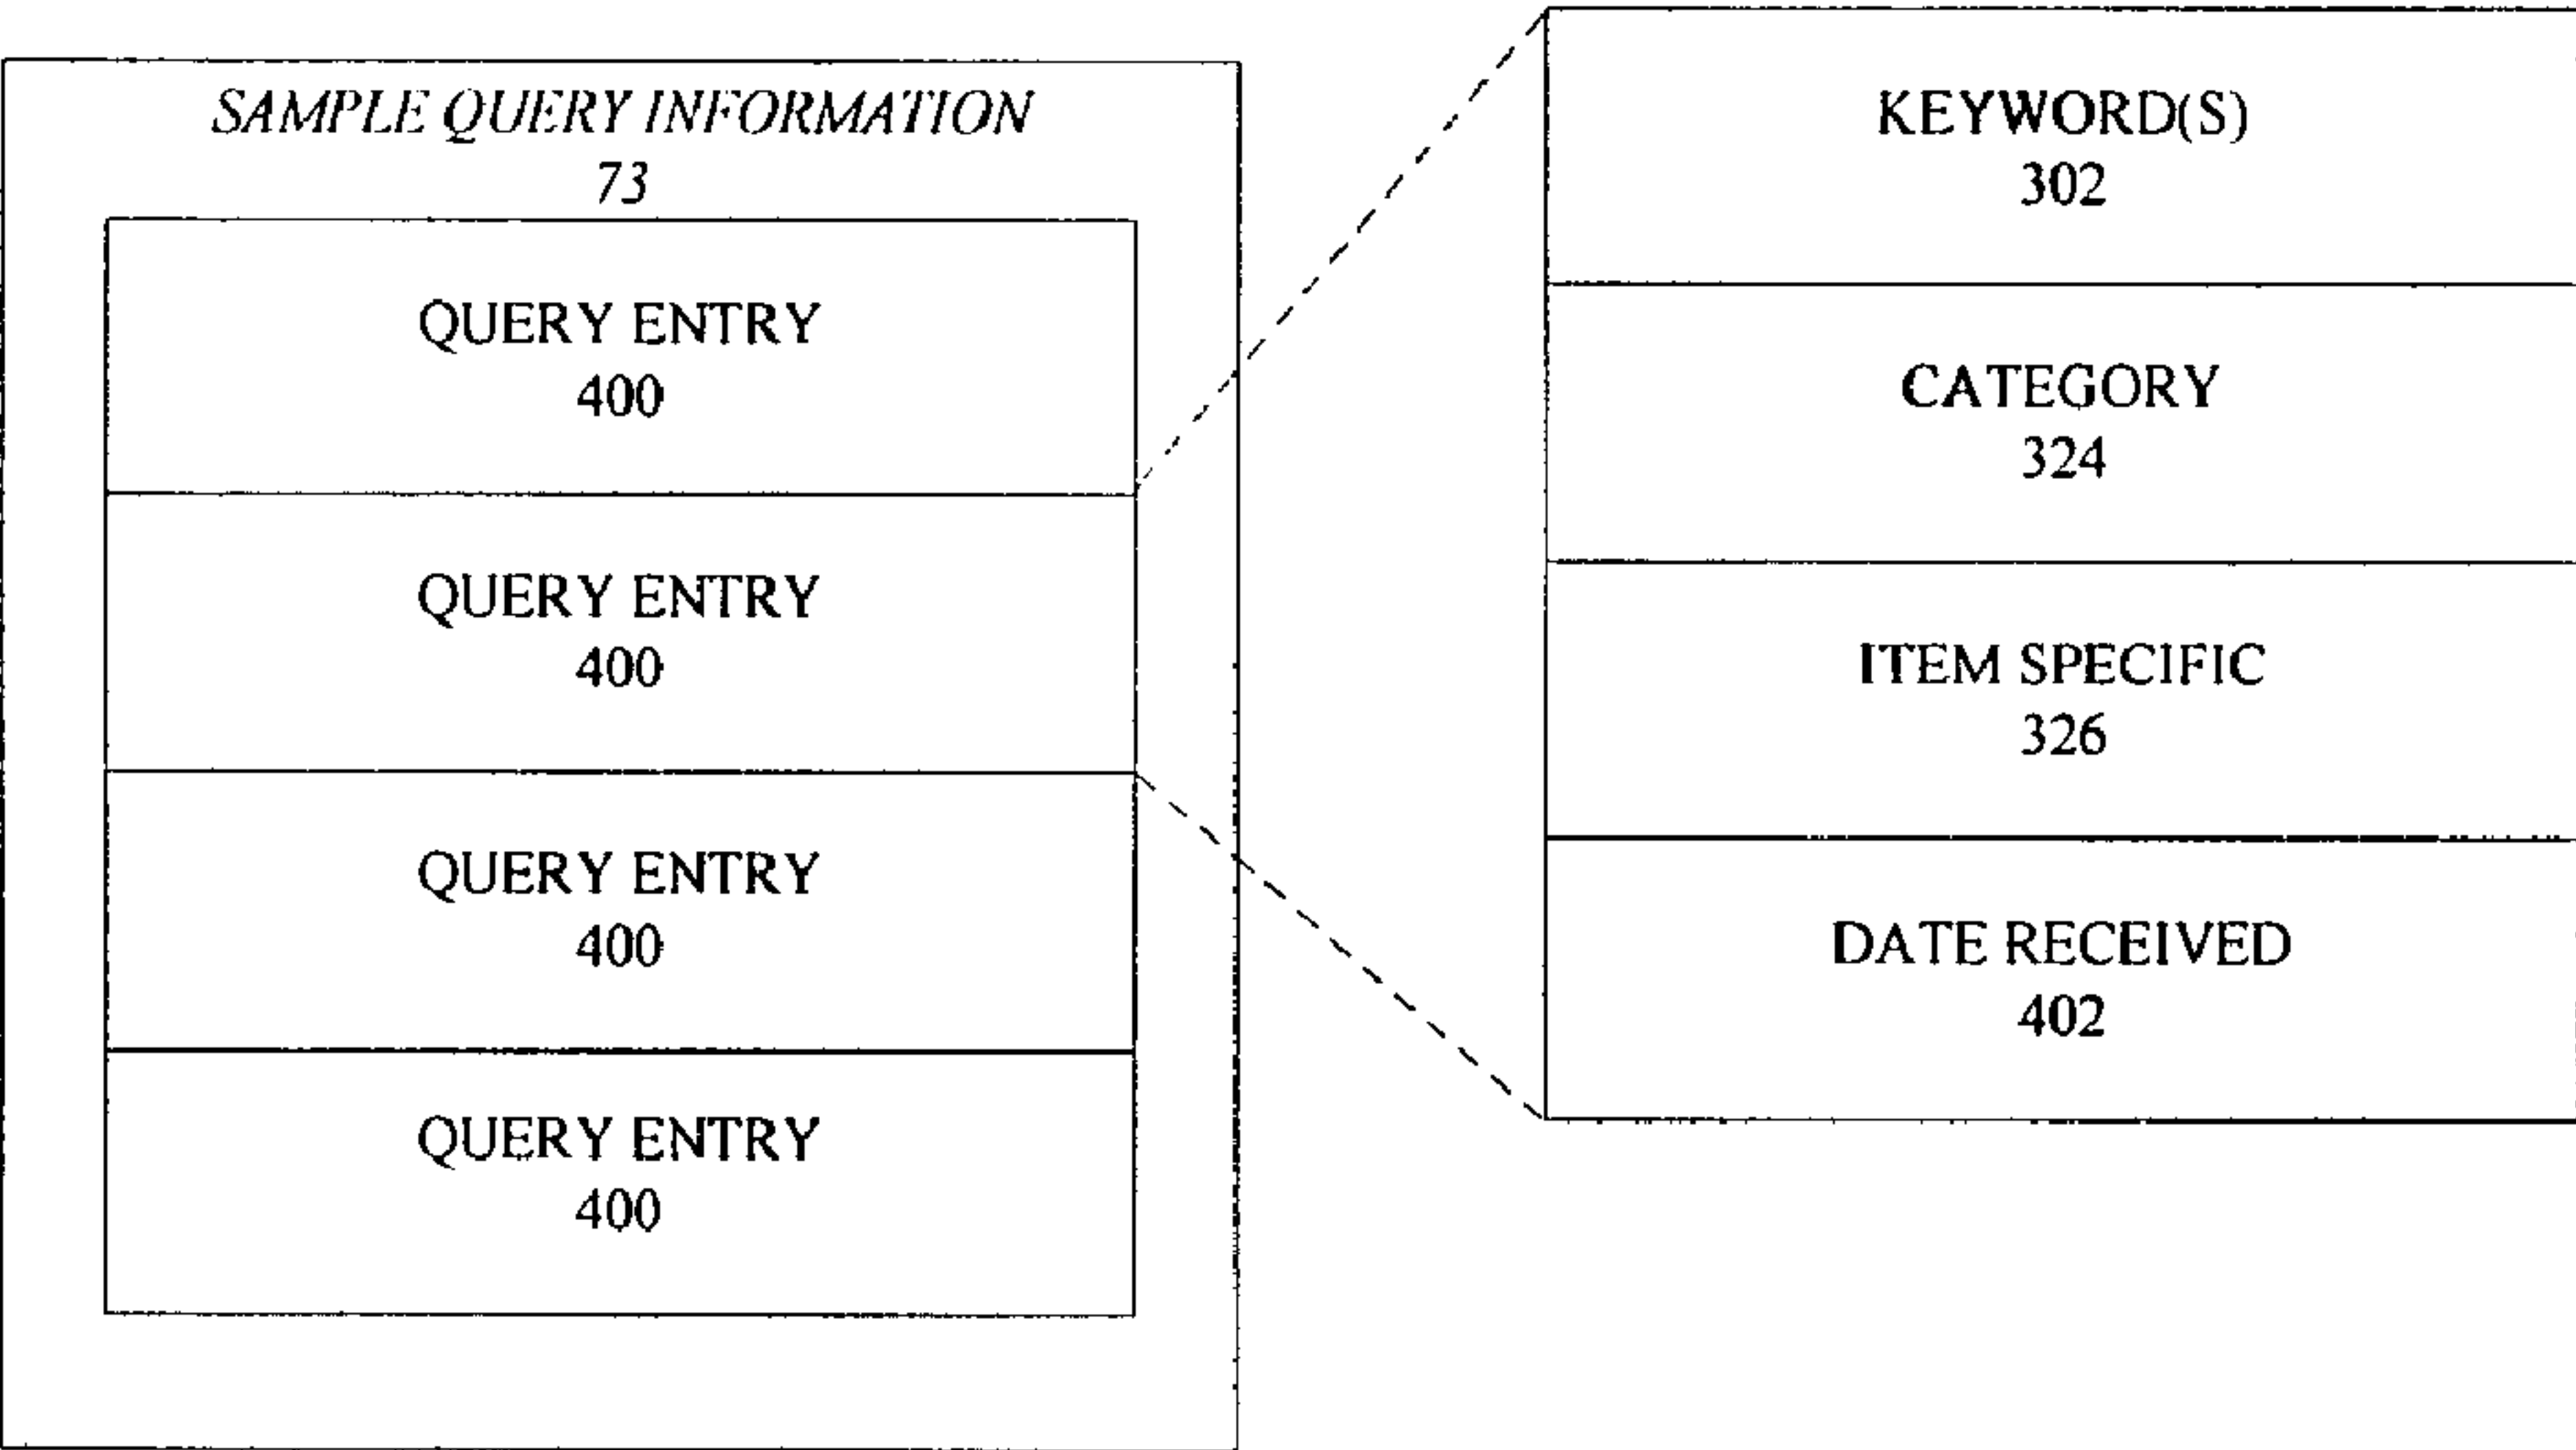 SAMPLE QUERY INFORMATION
73
QUERY ENTRY
400
QUERY ENTRY
400
QUERY ENTRY
400
QUERY ENTRY
400
KEYWORD(S)
302
CATEGORY
324
ITEM SPECIFIC
326
DATE RECEIVED
402